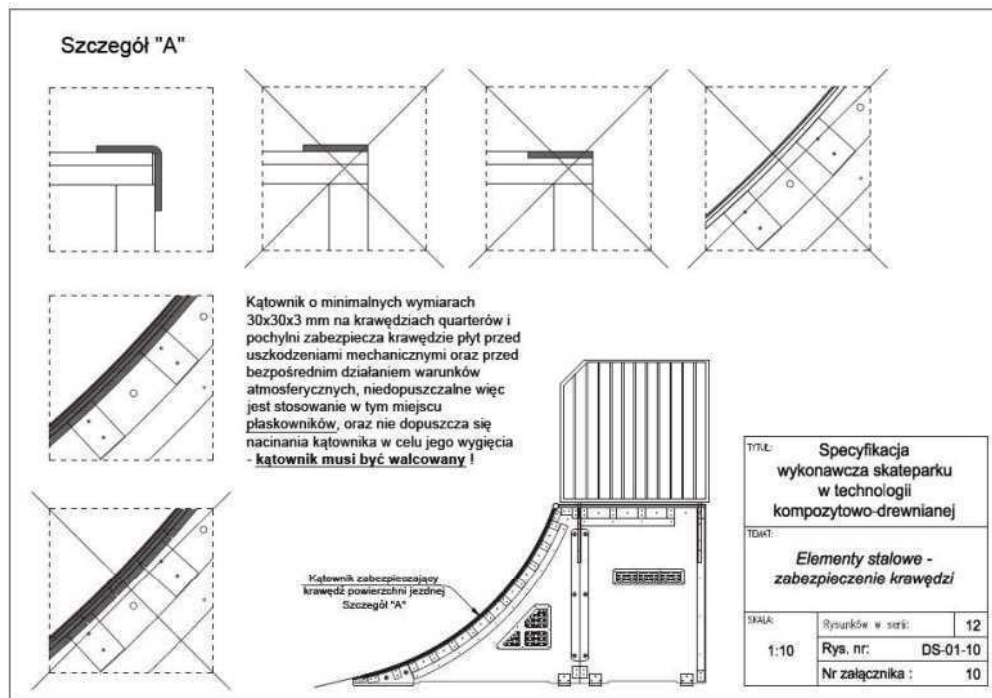 Szczegół "A"
Kątownik o minimalnych wymiarach
30x30x3 mm na krawędziach quarterów i
pochylni zabezpiecza krawędzie płyt przed
uszkodzeniami mechanicznymi oraz przed
bezpośrednim działaniem warunków
atmosferycznych, niedopuszczalne więc
jest stosowanie w tym miejscu
płaskowników, oraz nie dopuszcza się
nacinania kątownika w celu jego wygięcia
- kątownik musi być walcowany !
Kątownik zabezpieczający
krawędź powierzchni jezdnej
Szczegół "A"
TYTUŁ:
Specyfikacja
wykonawcza skateparku
w technologii
kompozytowo-drewnianej
TEMAT:
Elementy stalowe -
zabezpieczenie krawędzi
SKALA:
1:10
Rysunków w serii: 12
Rys. nr: DS-01-10
Nr załącznika : 10